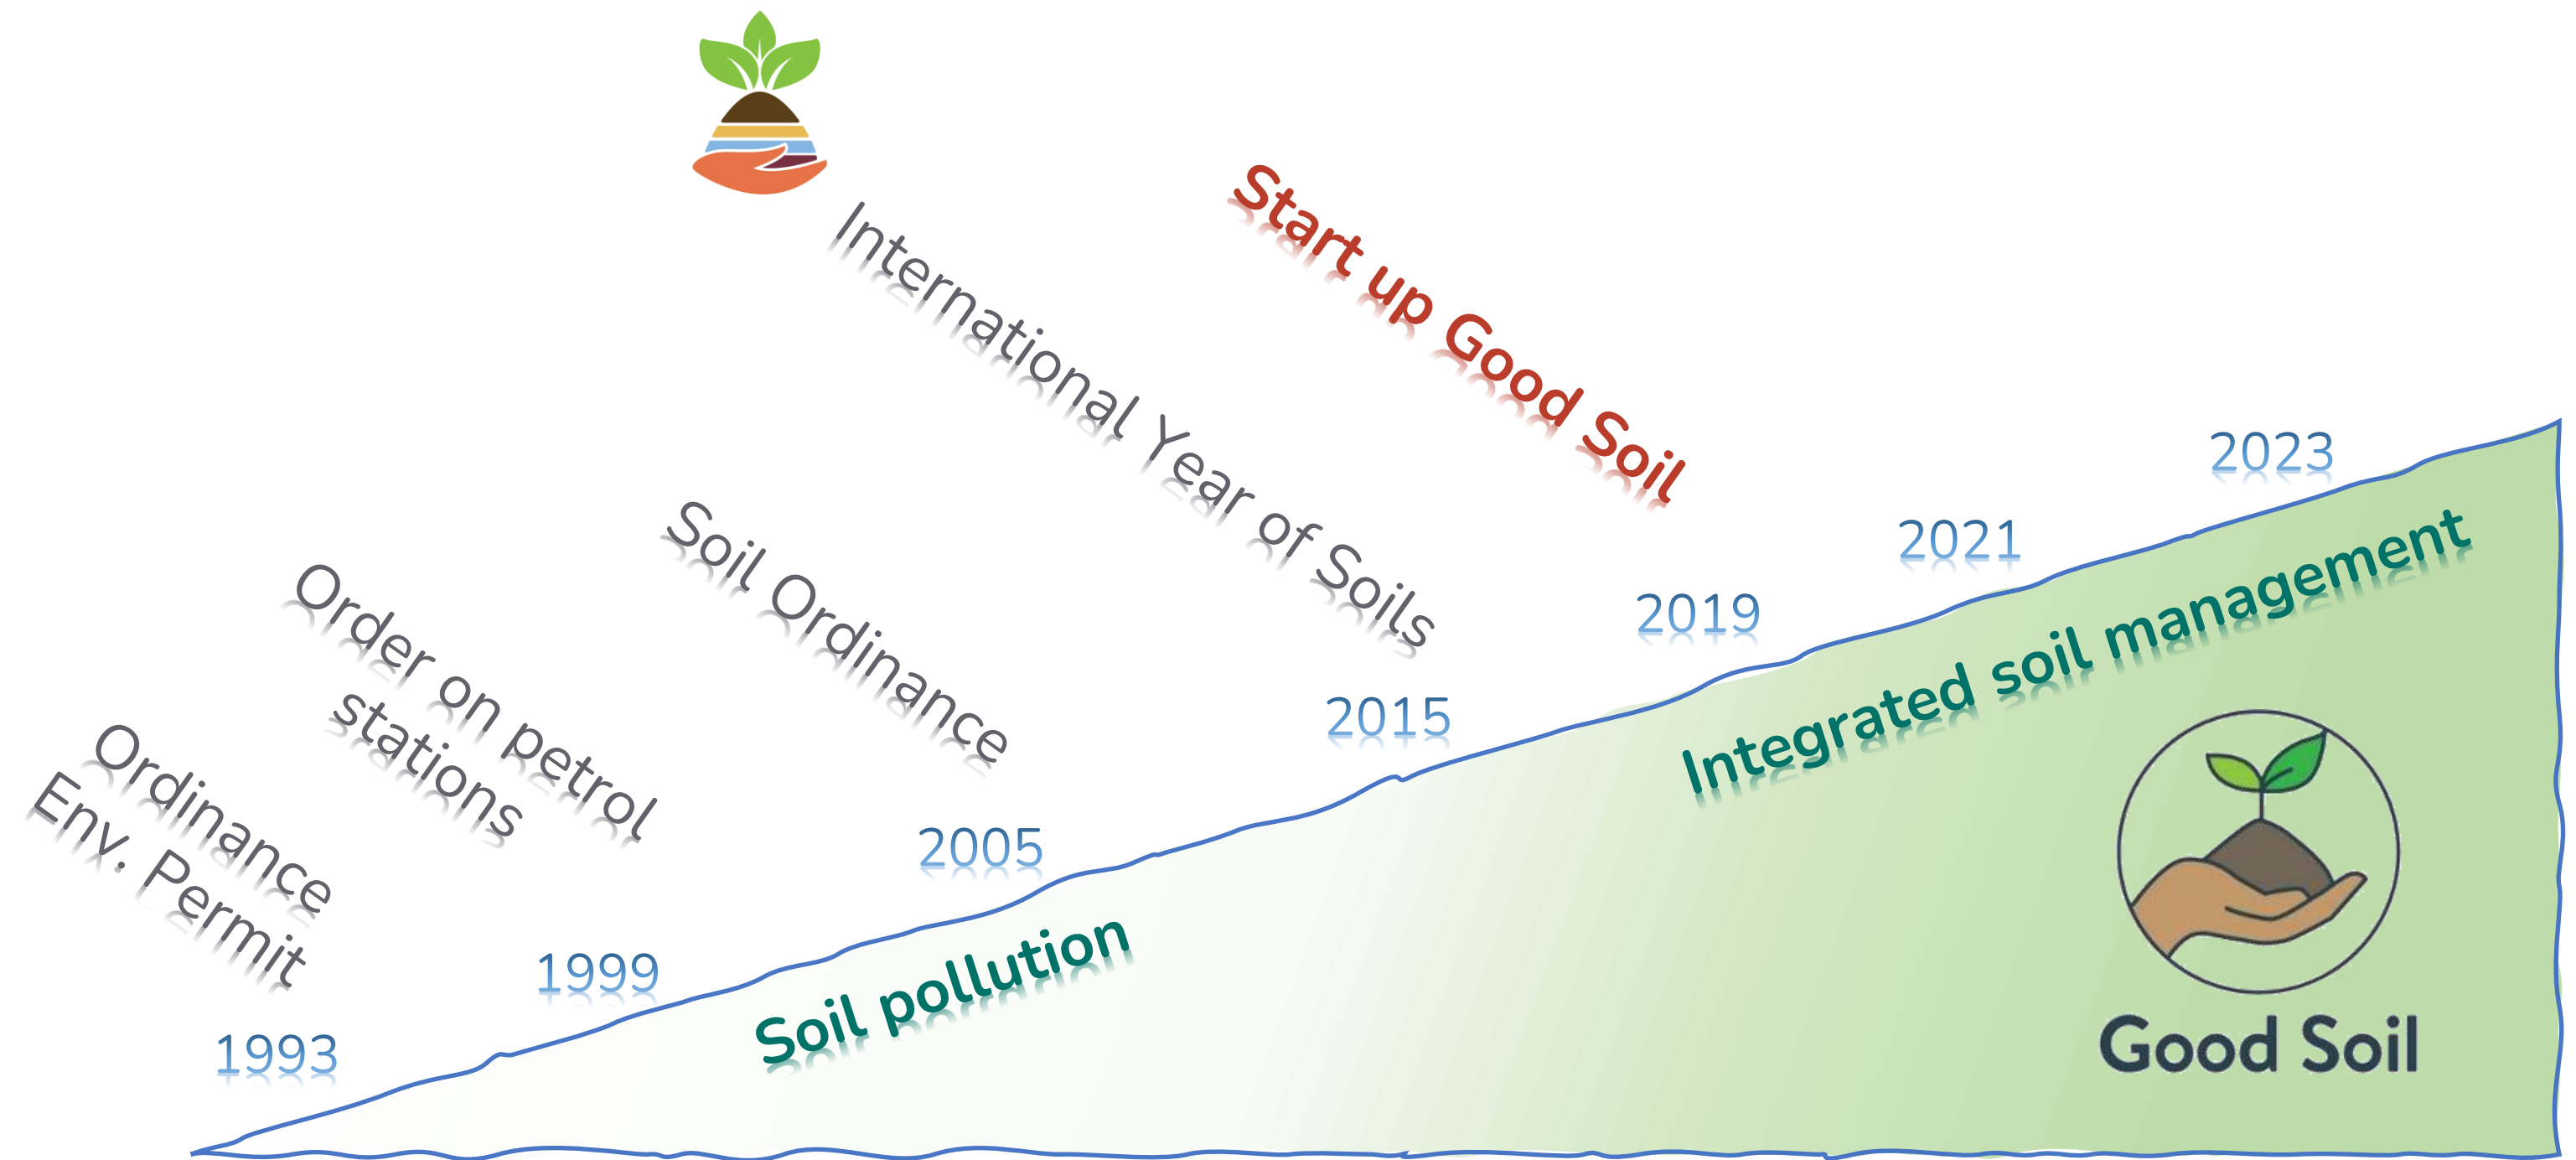 Ordinance
Env. Permit
1993
Order on petrol
stations
1999
Soil Ordinance
2005
International Year of Soils
2015
Start up Good Soil
2019
2021
2023
Soil pollution
Integrated soil management
Good Soil